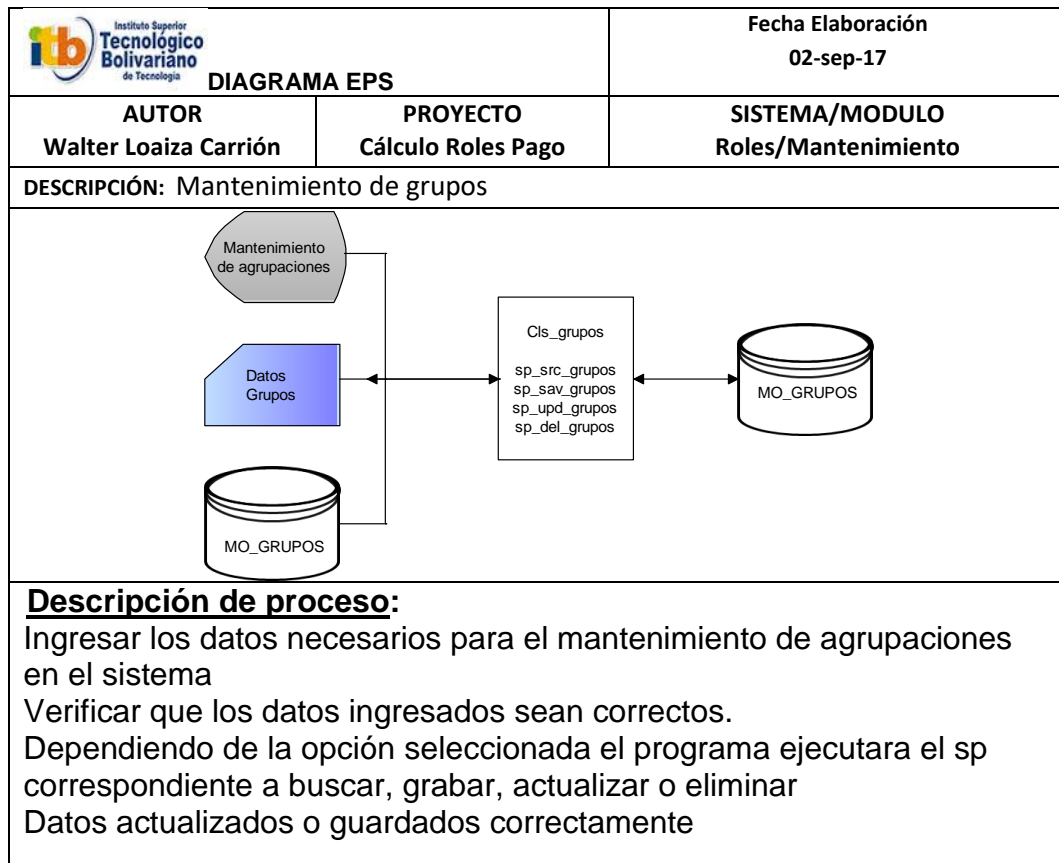 itb
Instituto Superior
Tecnológico
Bolivariano
de Tecnología
DIAGRAMA EPS
Fecha Elaboración
02-sep-17
AUTOR
Walter Loaiza Carrión
PROYECTO
Cálculo Roles Pago
SISTEMA/MODULO
Roles/Mantenimiento
DESCRIPCIÓN: Mantenimiento de grupos
Mantenimiento
de agrupaciones
Datos
Grupos
MO_GRUPOS
Cls_grupos
sp_src_grupos
sp_sav_grupos
sp_upd_grupos
sp_del_grupos
MO_GRUPOS
Descripción de proceso:
Ingresar los datos necesarios para el mantenimiento de agrupaciones
en el sistema
Verificar que los datos ingresados sean correctos.
Dependiendo de la opción seleccionada el programa ejecutara el sp
correspondiente a buscar, grabar, actualizar o eliminar
Datos actualizados o guardados correctamente